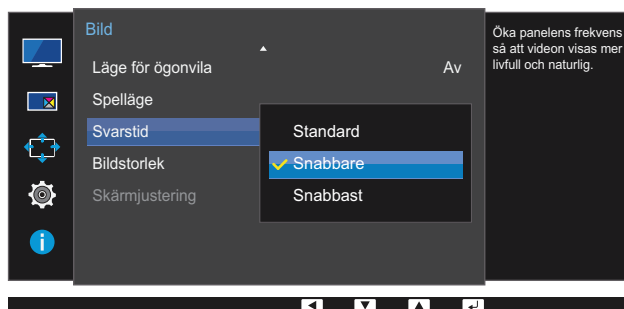 Bild
Läge för ögonvila Av
Spelläge
Svarstid
Bildstorlek
Skärmjustering
Standard
Snabbare
Snabbast
Öka panelens frekvens
så att videon visas mer
livfull och naturlig.